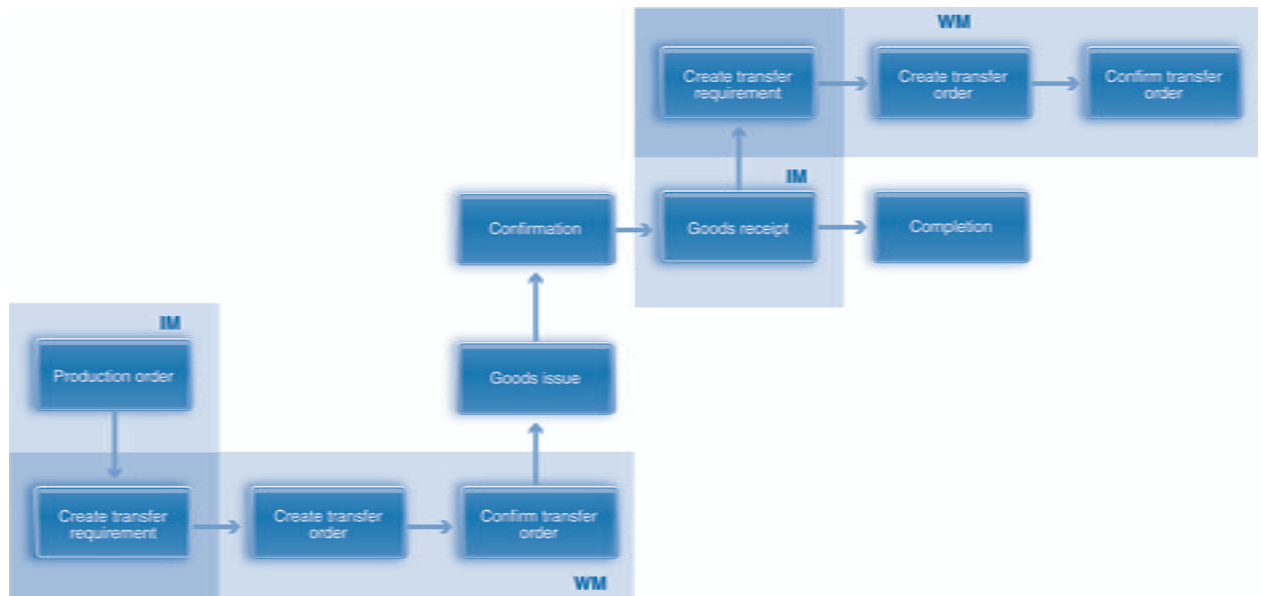 WM
Create transfer
requirement
Create transfer
order
Confirm transfer
order
IM
Confirmation
Goods receipt
Completion
IM
Production order
Goods issue
Create transfer
requirement
Create transfer
order
Confirm transfer
order
WM